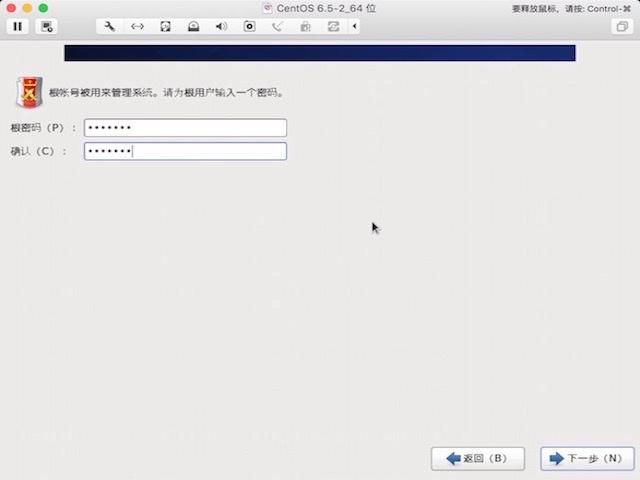 CentOS 6.5-2_64 位
要释放鼠标，请按: Control-⌘
根帐号被用来管理系统。请为根用户输入一个密码。
根密码（P）： •••••••
确认（C）： •••••••
返回（B） 下一步（N）